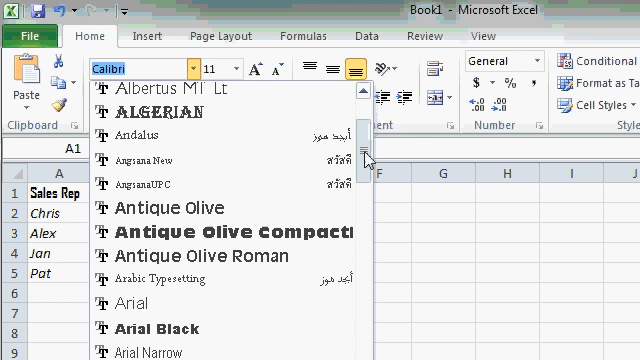 Book1 - Microsoft Excel
File Home Insert Page Layout Formulas Data Review View
Calibri 11 General Conditional
Paste $ % , Format as Ta
Cell Styles
Clipboard Number
A1
Albertus MT Lt
ALGERIAN
Andalus أبجد هوز
Angsana New สวัสดี
AngsanaUPC สวัสดี
Antique Olive
Antique Olive Compact
Antique Olive Roman
Arabic Typesetting أبجد هوز
Arial
Arial Black
Arial Narrow
A F G H I J
1 Sales Rep
2 Chris
3 Alex
4 Jan
5 Pat
6
7
8
9